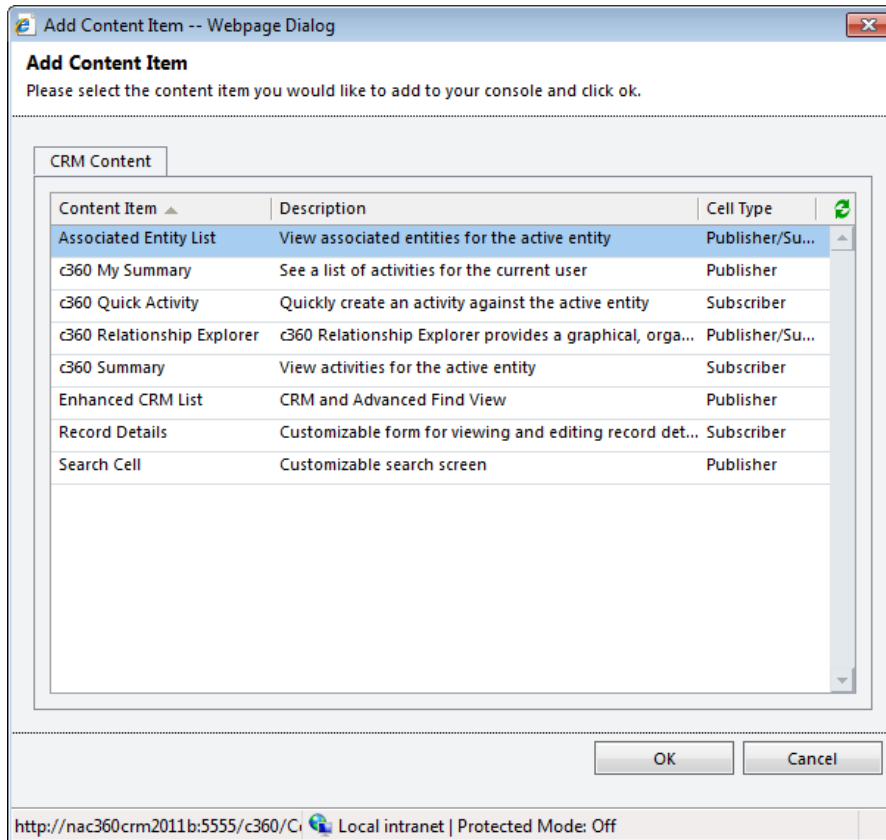 Add Content Item -- Webpage Dialog
Add Content Item
Please select the content item you would like to add to your console and click ok.
CRM Content
Content Item Description Cell Type
Associated Entity List View associated entities for the active entity Publisher/Su...
c360 My Summary See a list of activities for the current user Publisher
c360 Quick Activity Quickly create an activity against the active entity Subscriber
c360 Relationship Explorer c360 Relationship Explorer provides a graphical, orga... Publisher/Su...
c360 Summary View activities for the active entity Subscriber
Enhanced CRM List CRM and Advanced Find View Publisher
Record Details Customizable form for viewing and editing record det... Subscriber
Search Cell Customizable search screen Publisher
OK Cancel
http://nac360crm2011b:5555/c360/C Local intranet | Protected Mode: Off